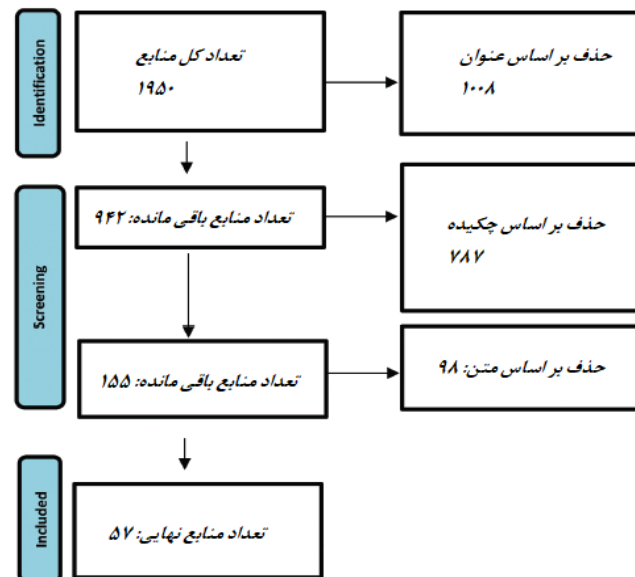 Identification
تعداد کل منابع
۱۹۵۰
حذف بر اساس عنوان
۱۰۰۸
Screening
تعداد منابع باقی مانده: ۹۴۲
حذف بر اساس چکیده
۷۸۷
تعداد منابع باقی مانده: ۱۵۵
حذف بر اساس متن: ۹۸
Included
تعداد منابع نهایی: ۵۷